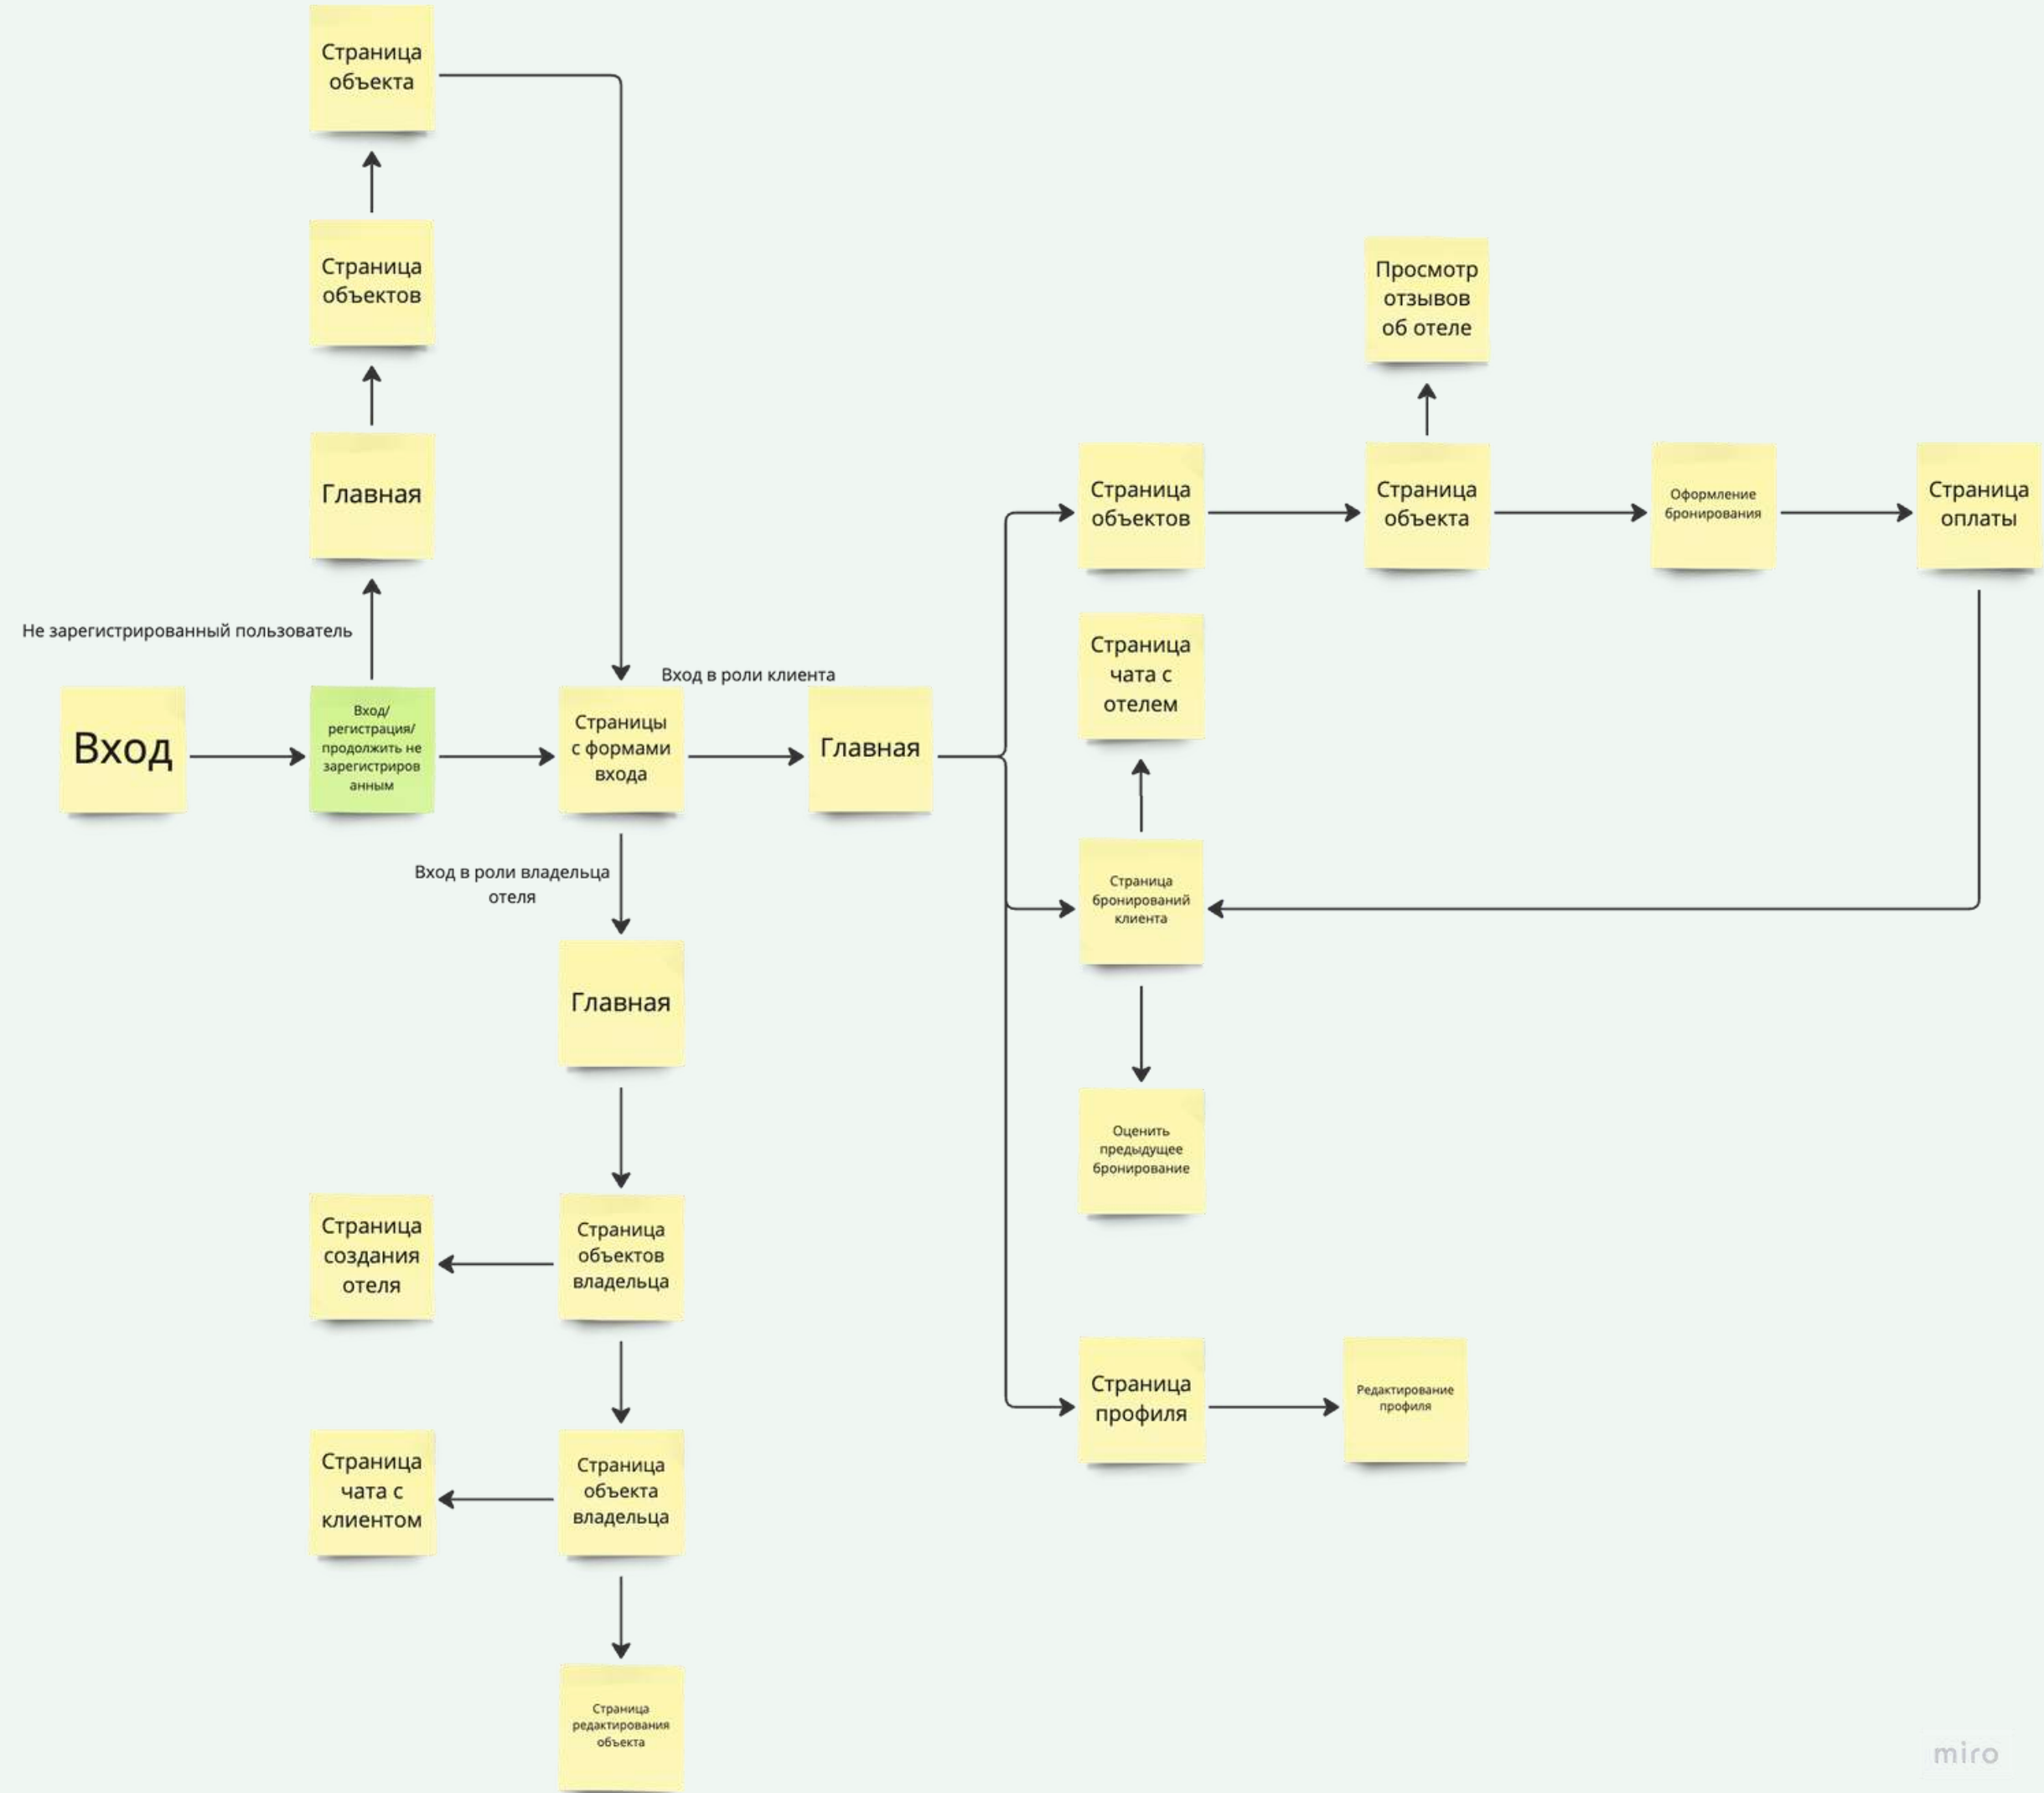 Страница
объекта
Страница
объектов
Просмотр
отзывов
об отеле
Главная
Страница
объектов
Страница
объекта
Оформление
бронирования
Страница
оплаты
Не зарегистрированный пользователь
Страница
чата с
отелем
Вход в роли клиента
Вход
Вход/
регистрация/
продолжить не
зарегистриров
анным
Страницы
с формами
входа
Главная
Вход в роли владельца
отеля
Страница
бронирований
клиента
Главная
Оценить
предыдущее
бронирование
Страница
создания
отеля
Страница
объектов
владельца
Страница
профиля
Редактирование
профиля
Страница
чата с
клиентом
Страница
объекта
владельца
Страница
редактирования
объекта
miro